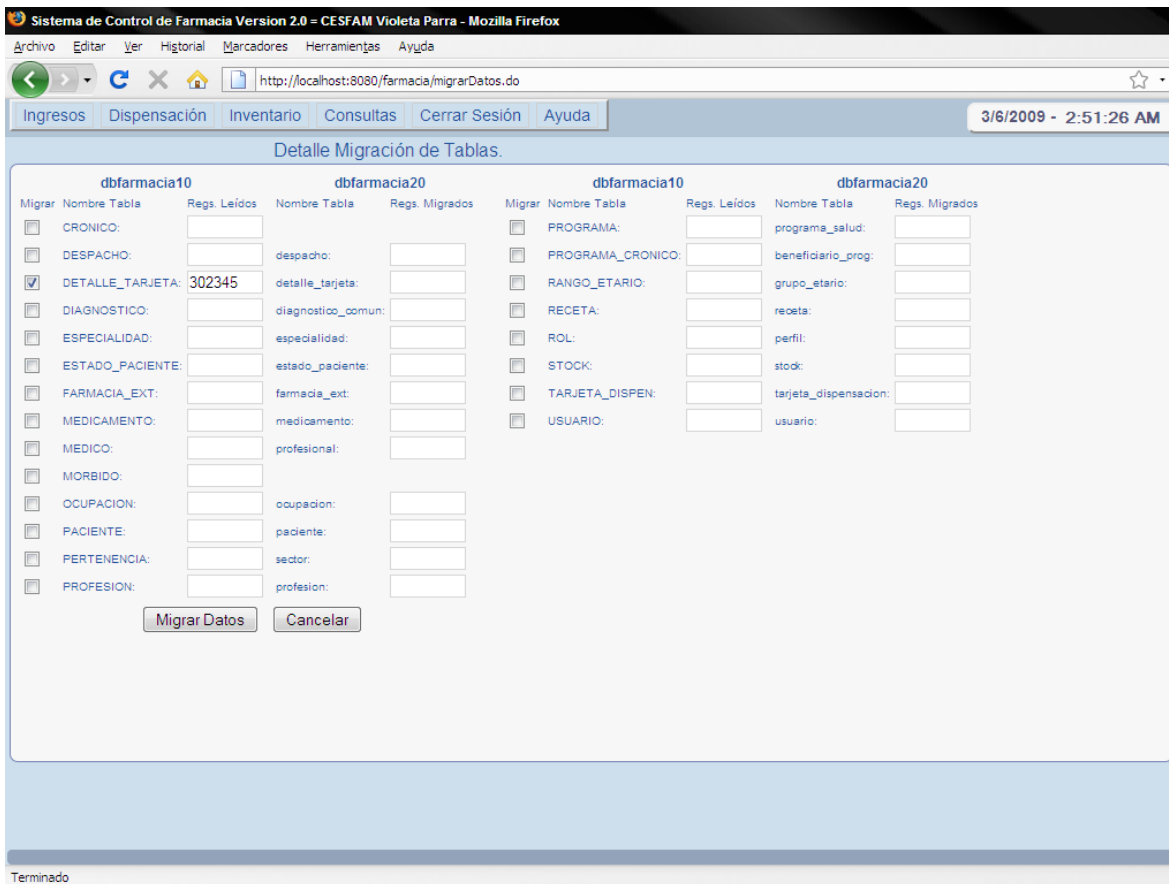 Sistema de Control de Farmacia Version 2.0 = CESFAM Violeta Parra - Mozilla Firefox
Archivo Editar Ver Historial Marcadores Herramientas Ayuda
http://localhost:8080/farmacia/migrarDatos.do
Ingresos Dispensación Inventario Consultas Cerrar Sesión Ayuda 3/6/2009 - 2:51:26 AM
Detalle Migración de Tablas.
dbfarmacia10 dbfarmacia20 dbfarmacia10 dbfarmacia20
Migrar Nombre Tabla Regs. Leídos Nombre Tabla Regs. Migrados Migrar Nombre Tabla Regs. Leídos Nombre Tabla Regs. Migrados
CRONICO: PROGRAMA: programa_salud:
DESPACHO: despacho: PROGRAMA_CRONICO: beneficiario_prog:
DETALLE_TARJETA: 302345 detalle_tarjeta: RANGO_ETARIO: grupo_etario:
DIAGNOSTICO: diagnostico_comun: RECETA: receta:
ESPECIALIDAD: especialidad: ROL: perfil:
ESTADO_PACIENTE: estado_paciente: STOCK: stock:
FARMACIA_EXT: farmacia_ext: TARJETA_DISPEN: tarjeta_dispensacion:
MEDICAMENTO: medicamento: USUARIO: usuario:
MEDICO: profesional:
MORBIDO:
OCUPACION: ocupacion:
PACIENTE: paciente:
PERTENENCIA: sector:
PROFESION: profesion:
Migrar Datos Cancelar
Terminado